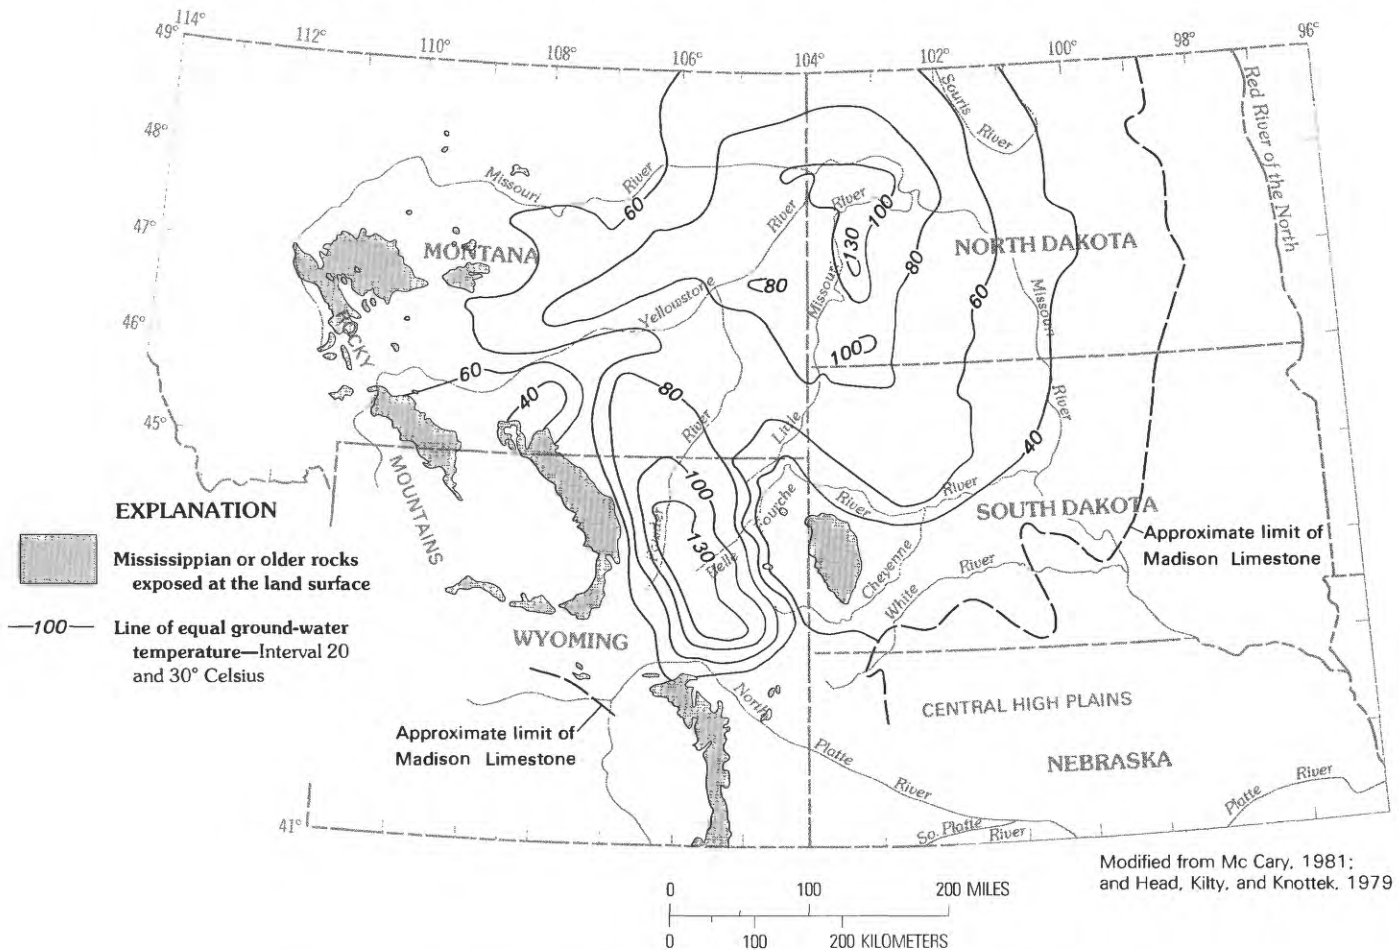 114°
49°
112°
110°
108°
106°
104°
102°
100°
98°
96°
48°
47°
46°
45°
41°
Souris
River
Red River of the North
Missouri
River
60
MONTANA
River
River
100
130
80
NORTH DAKOTA
80
Missouri
60
Missouri
Yellowstone
ROCKY
100
60
80
40
River
Little
River
40
MOUNTAINS
100
130
Fourche
Belle
River
River
SOUTH DAKOTA
Cheyenne
White
River
Approximate limit of
Madison Limestone
EXPLANATION
Mississippian or older rocks
exposed at the land surface
100
Line of equal ground-water
temperature—Interval 20
and 30° Celsius
WYOMING
North
Platte
River
CENTRAL HIGH PLAINS
NEBRASKA
Approximate limit of
Madison Limestone
So. Platte
River
Platte
River
Modified from Mc Cary, 1981;
and Head, Kilty, and Knottek, 1979
0 100 200 MILES
0 100 200 KILOMETERS